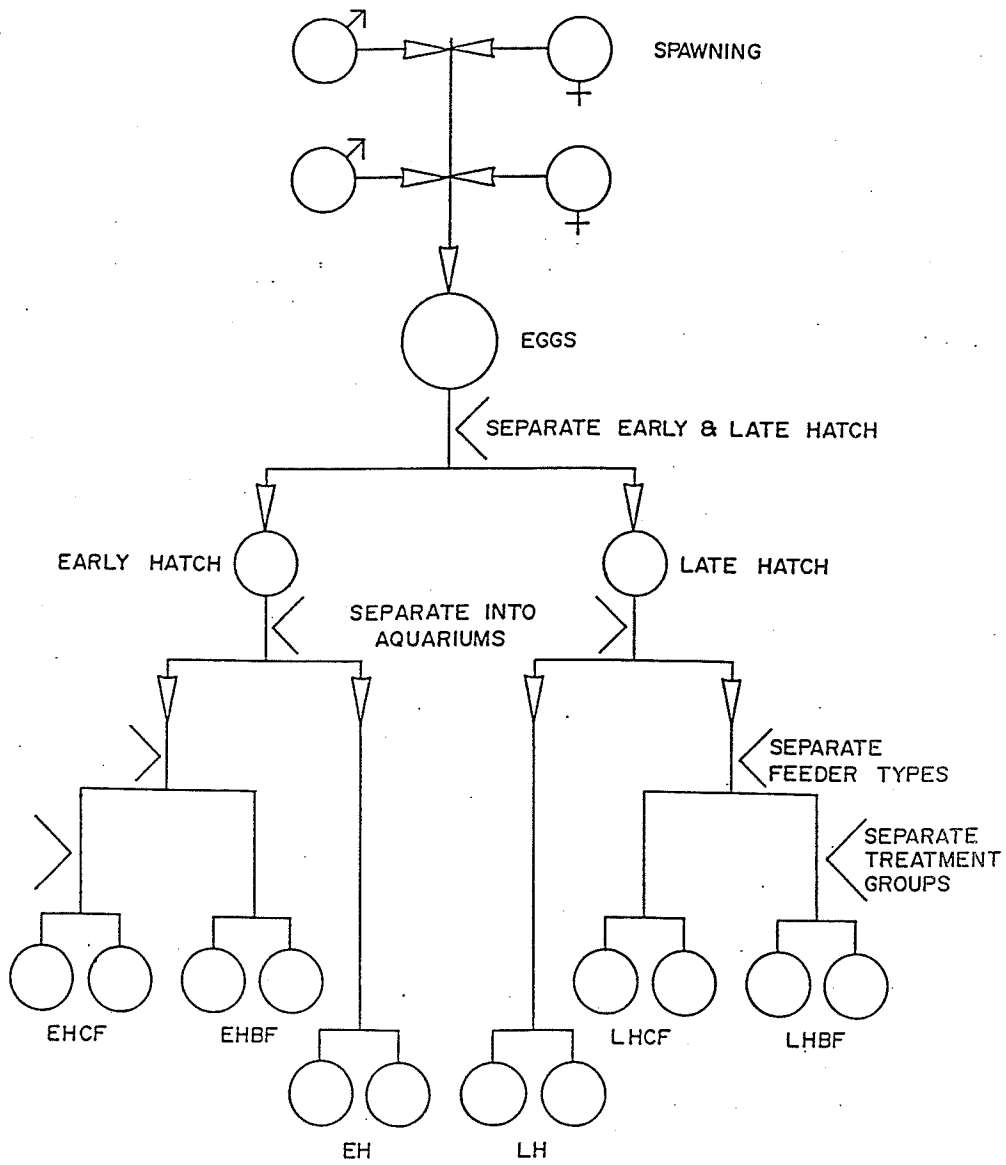 SPAWNING
EGGS
SEPARATE EARLY & LATE HATCH
EARLY HATCH
LATE HATCH
SEPARATE INTO
AQUARIUMS
SEPARATE
FEEDER TYPES
SEPARATE
TREATMENT
GROUPS
EHCF
EHBF
LHCF
LHBF
EH
LH